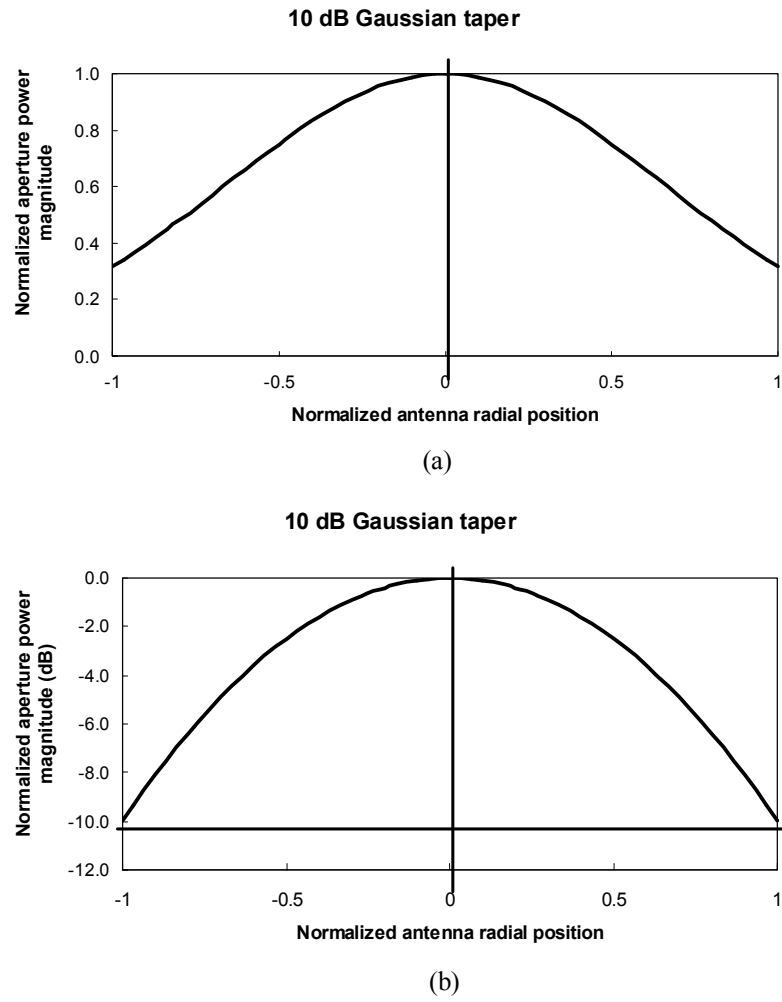 10 dB Gaussian taper
Normalized aperture power
magnitude
1.0
0.8
0.6
0.4
0.2
0.0
-1
-0.5
0
0.5
1
Normalized antenna radial position
(a)
10 dB Gaussian taper
Normalized aperture power
magnitude (dB)
0.0
-2.0
-4.0
-6.0
-8.0
-10.0
-12.0
-1
-0.5
0
0.5
1
Normalized antenna radial position
(b)